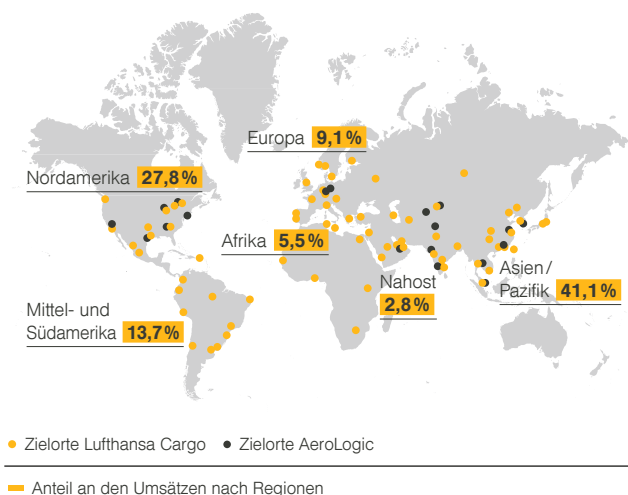 Europa 9,1 %
Nordamerika 27,8 %
Afrika 5,5 %
Nahost
2,8 %
Asien/
Pazifik 41,1 %
Mittel- und
Südamerika 13,7 %
Zielorte Lufthansa Cargo Zielorte AeroLogic
Anteil an den Umsätzen nach Regionen